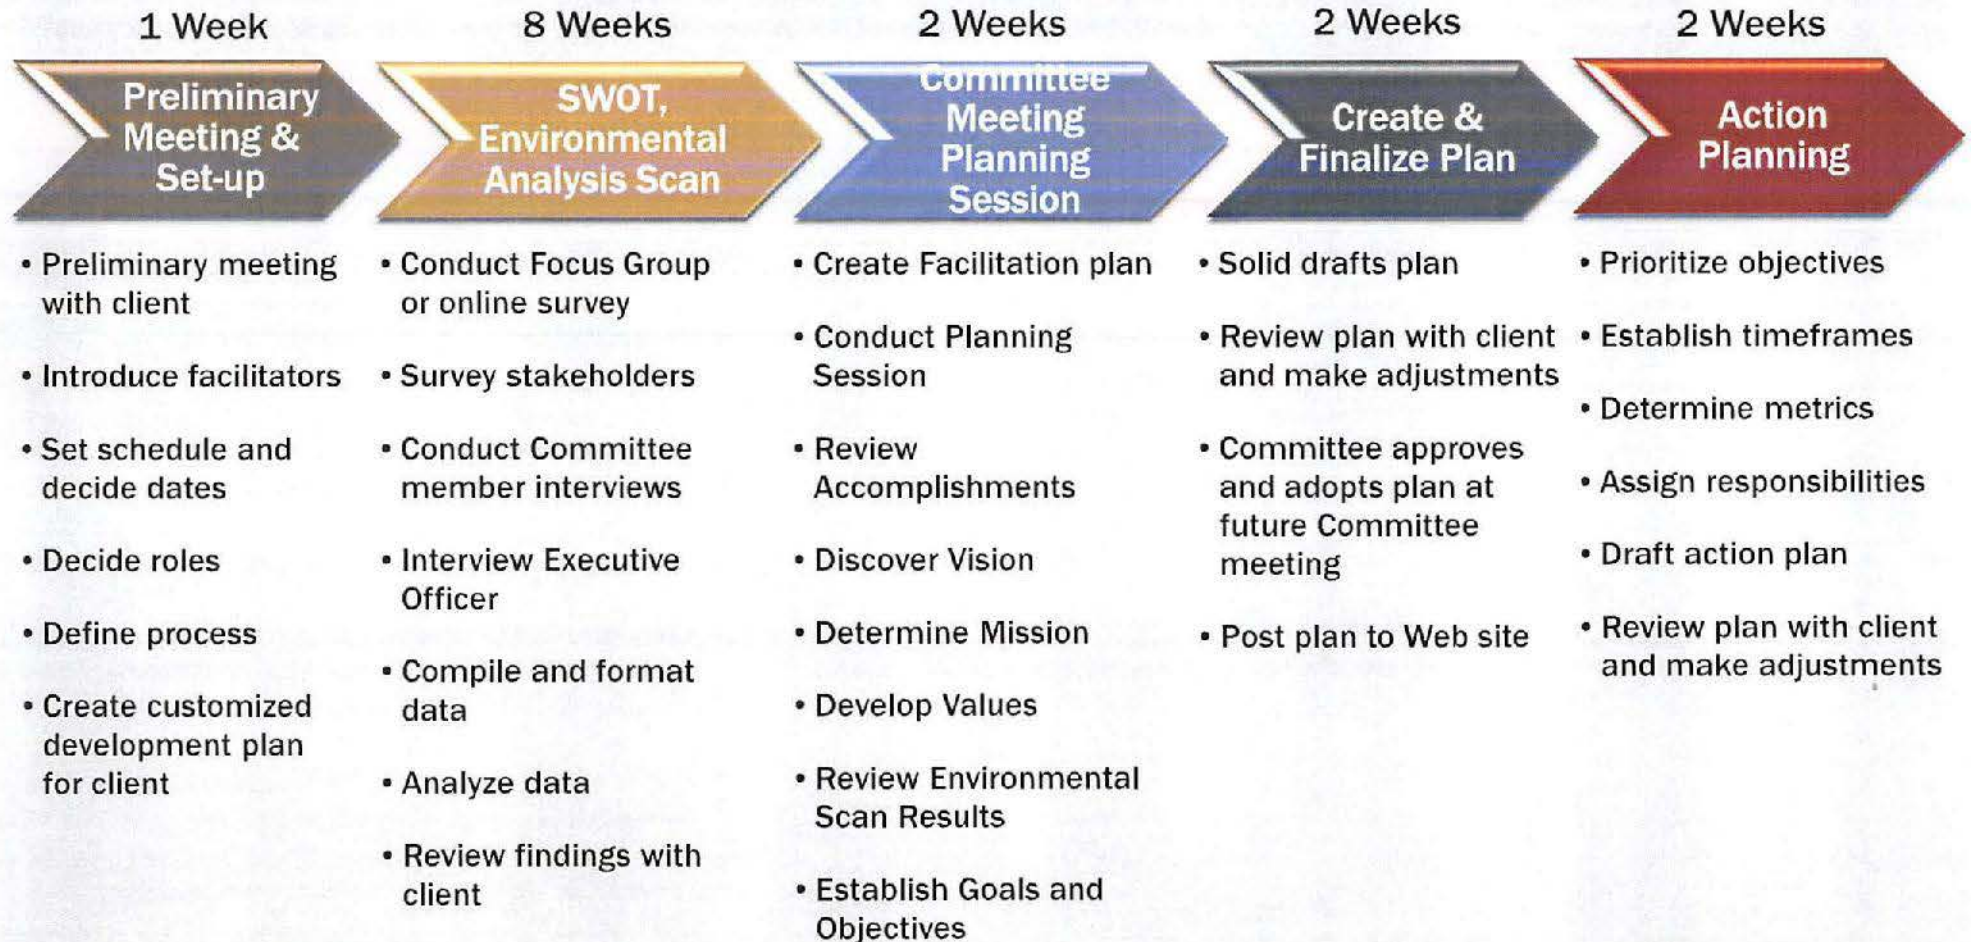 1 Week
Preliminary
Meeting &
Set-up
• Preliminary meeting
with client
• Introduce facilitators
• Set schedule and
decide dates
• Decide roles
• Define process
• Create customized
development plan
for client
8 Weeks
SWOT,
Environmental
Analysis Scan
• Conduct Focus Group
or online survey
• Survey stakeholders
• Conduct Committee
member interviews
• Interview Executive
Officer
• Compile and format
data
• Analyze data
• Review findings with
client
2 Weeks
Committee
Meeting
Planning
Session
• Create Facilitation plan
• Conduct Planning
Session
• Review
Accomplishments
• Discover Vision
• Determine Mission
• Develop Values
• Review Environmental
Scan Results
• Establish Goals and
Objectives
2 Weeks
Create &
Finalize Plan
• Solid drafts plan
• Review plan with client
and make adjustments
• Committee approves
and adopts plan at
future Committee
meeting
• Post plan to Web site
2 Weeks
Action
Planning
• Prioritize objectives
• Establish timeframes
• Determine metrics
• Assign responsibilities
• Draft action plan
• Review plan with client
and make adjustments